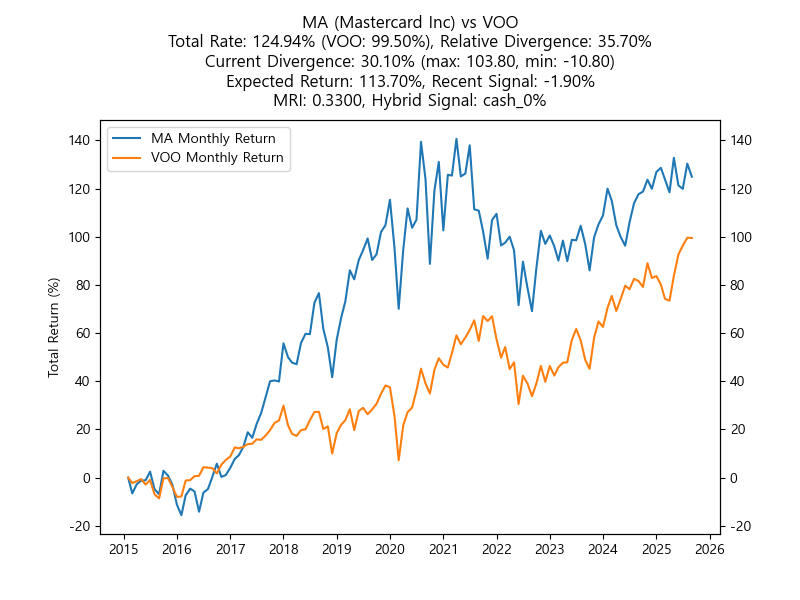 MA (Mastercard Inc) vs VOO
Total Rate: 124.94% (VOO: 99.50%), Relative Divergence: 35.70%
Current Divergence: 30.10% (max: 103.80, min: -10.80)
Expected Return: 113.70%, Recent Signal: -1.90%
MRI: 0.3300, Hybrid Signal: cash_0%
MA Monthly Return
VOO Monthly Return
Total Return (%)
140
120
100
80
60
40
20
0
-20
140
120
100
80
60
40
20
0
-20
2015 2016 2017 2018 2019 2020 2021 2022 2023 2024 2025 2026